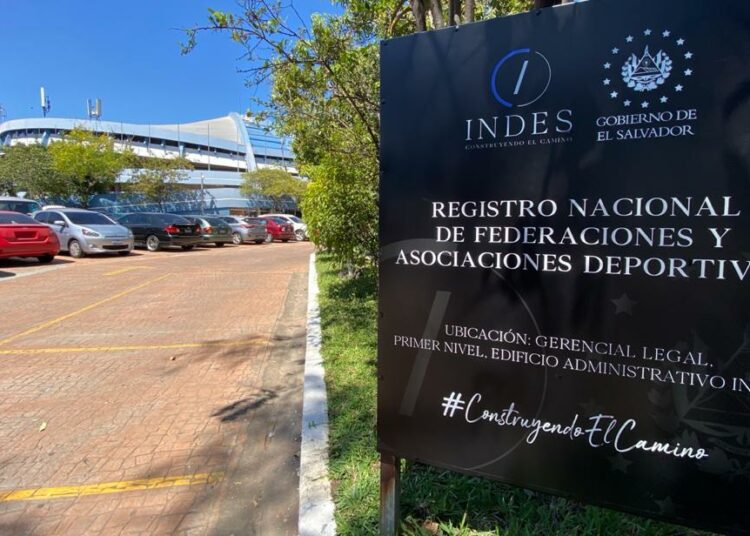 INDES
CONSTRUYENDO EL CAMINO
GOBIERNO DE
EL SALVADOR
REGISTRO NACIONAL
DE FEDERACIONES Y
ASOCIACIONES DEPORTIV
UBICACIÓN: GERENCIAL LEGAL,
PRIMER NIVEL, EDIFICIO ADMINISTRATIVO IN
#ConstruyendoElCamino